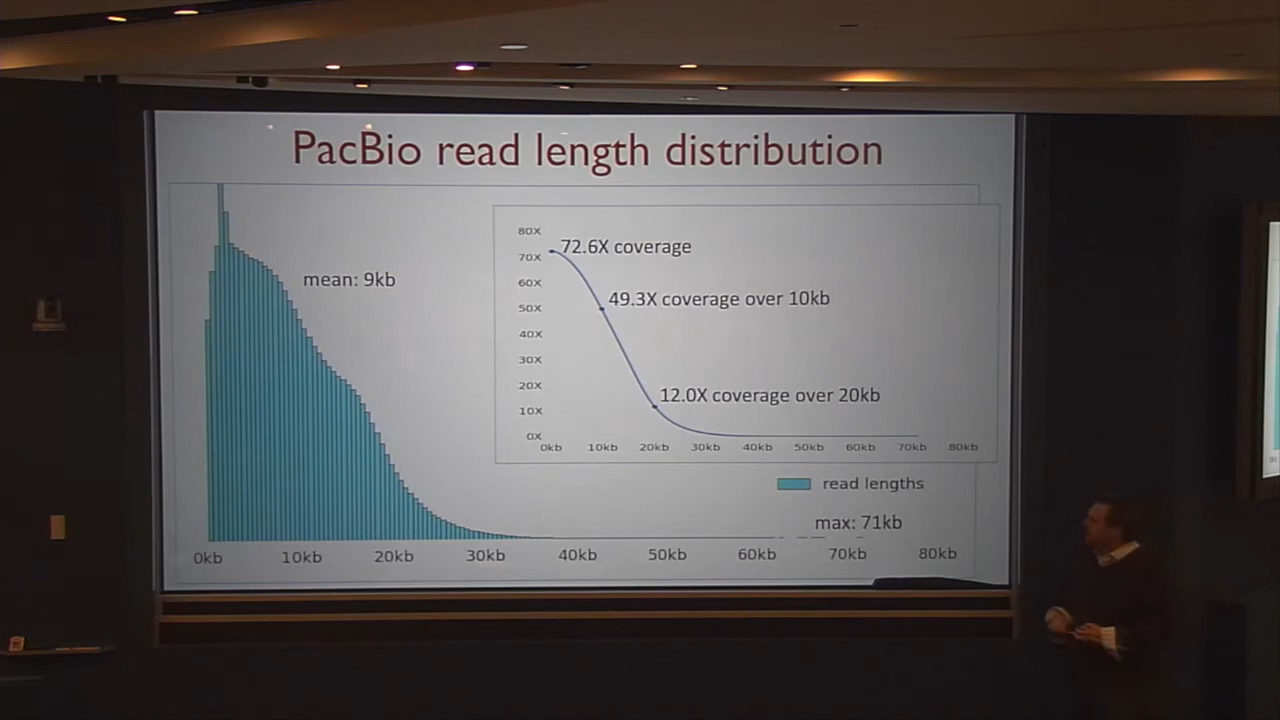 PacBio read length distribution
mean: 9kb
80X
70X
60X
50X
40X
30X
20X
10X
0X
72.6X coverage
49.3X coverage over 10kb
12.0X coverage over 20kb
0kb 10kb 20kb 30kb 40kb 50kb 60kb 70kb 80kb
read lengths
max: 71kb
0kb 10kb 20kb 30kb 40kb 50kb 60kb 70kb 80kb